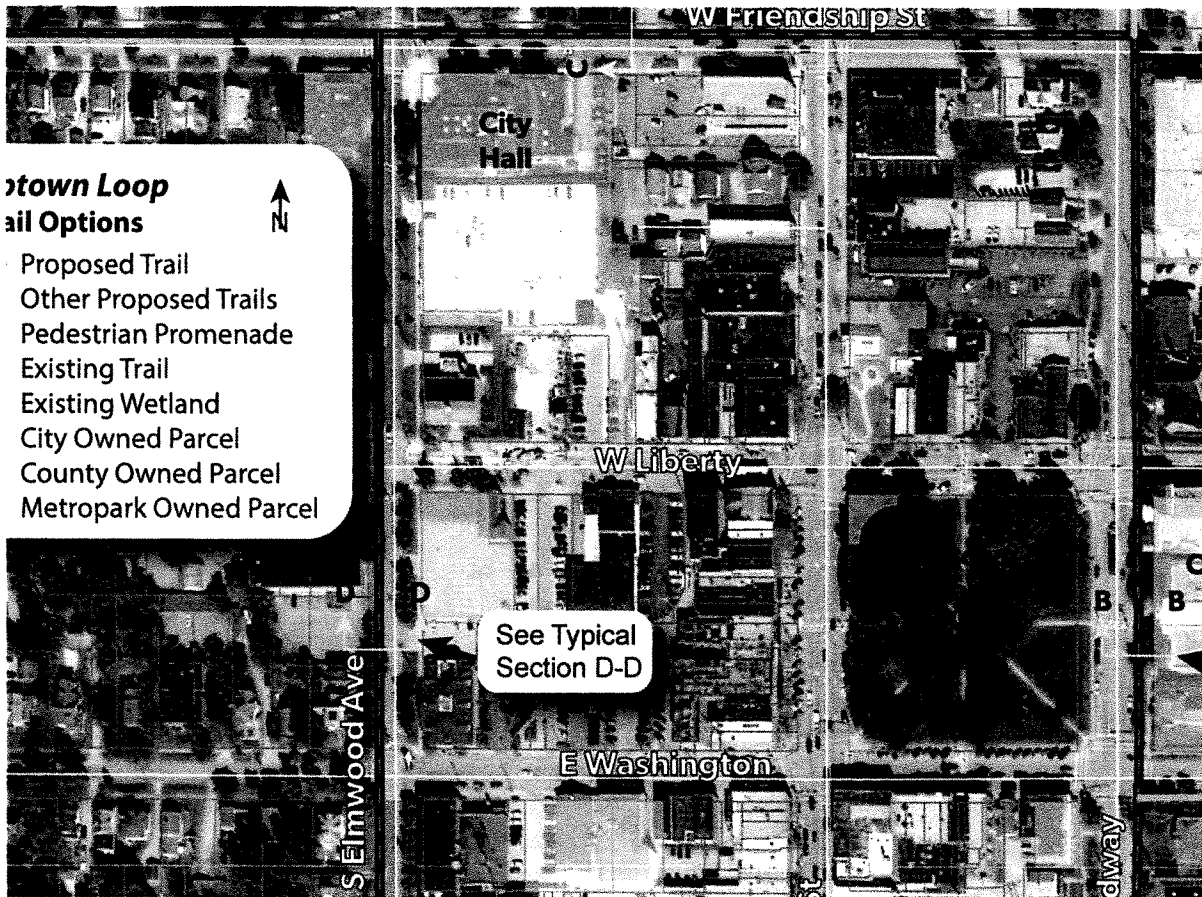 W Friendship St
C
City
Hall
otown Loop
ail Options
N
Proposed Trail
Other Proposed Trails
Pedestrian Promenade
Existing Trail
Existing Wetland
City Owned Parcel
County Owned Parcel
Metropark Owned Parcel
W Liberty
D
D
B
B
C
See Typical
Section D-D
S Elmwood Ave
E Washington
st
dway